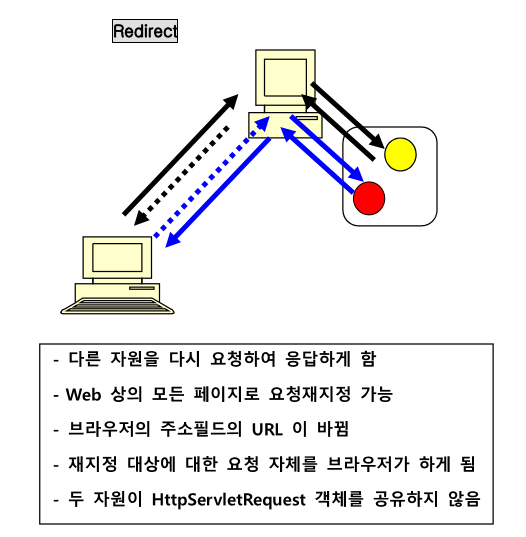 Redirect
- 다른 자원을 다시 요청하여 응답하게 함
- Web 상의 모든 페이지로 요청재지정 가능
- 브라우저의 주소필드의 URL 이 바뀜
- 재지정 대상에 대한 요청 자체를 브라우저가 하게 됨
- 두 자원이 HttpServletRequest 객체를 공유하지 않음